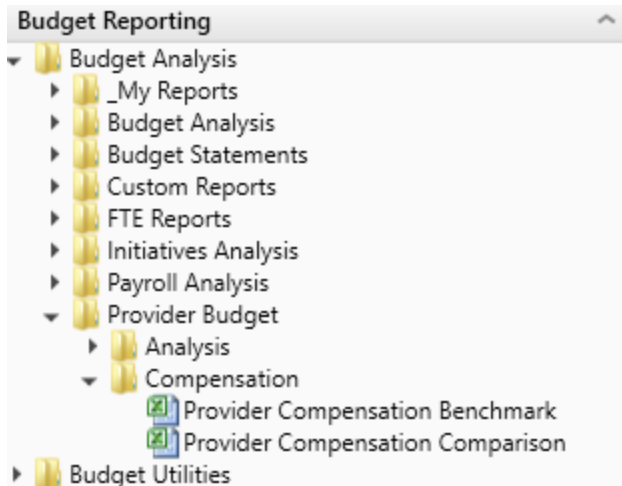 Budget Reporting
Budget Analysis
_My Reports
Budget Analysis
Budget Statements
Custom Reports
FTE Reports
Initiatives Analysis
Payroll Analysis
Provider Budget
Analysis
Compensation
Provider Compensation Benchmark
Provider Compensation Comparison
Budget Utilities